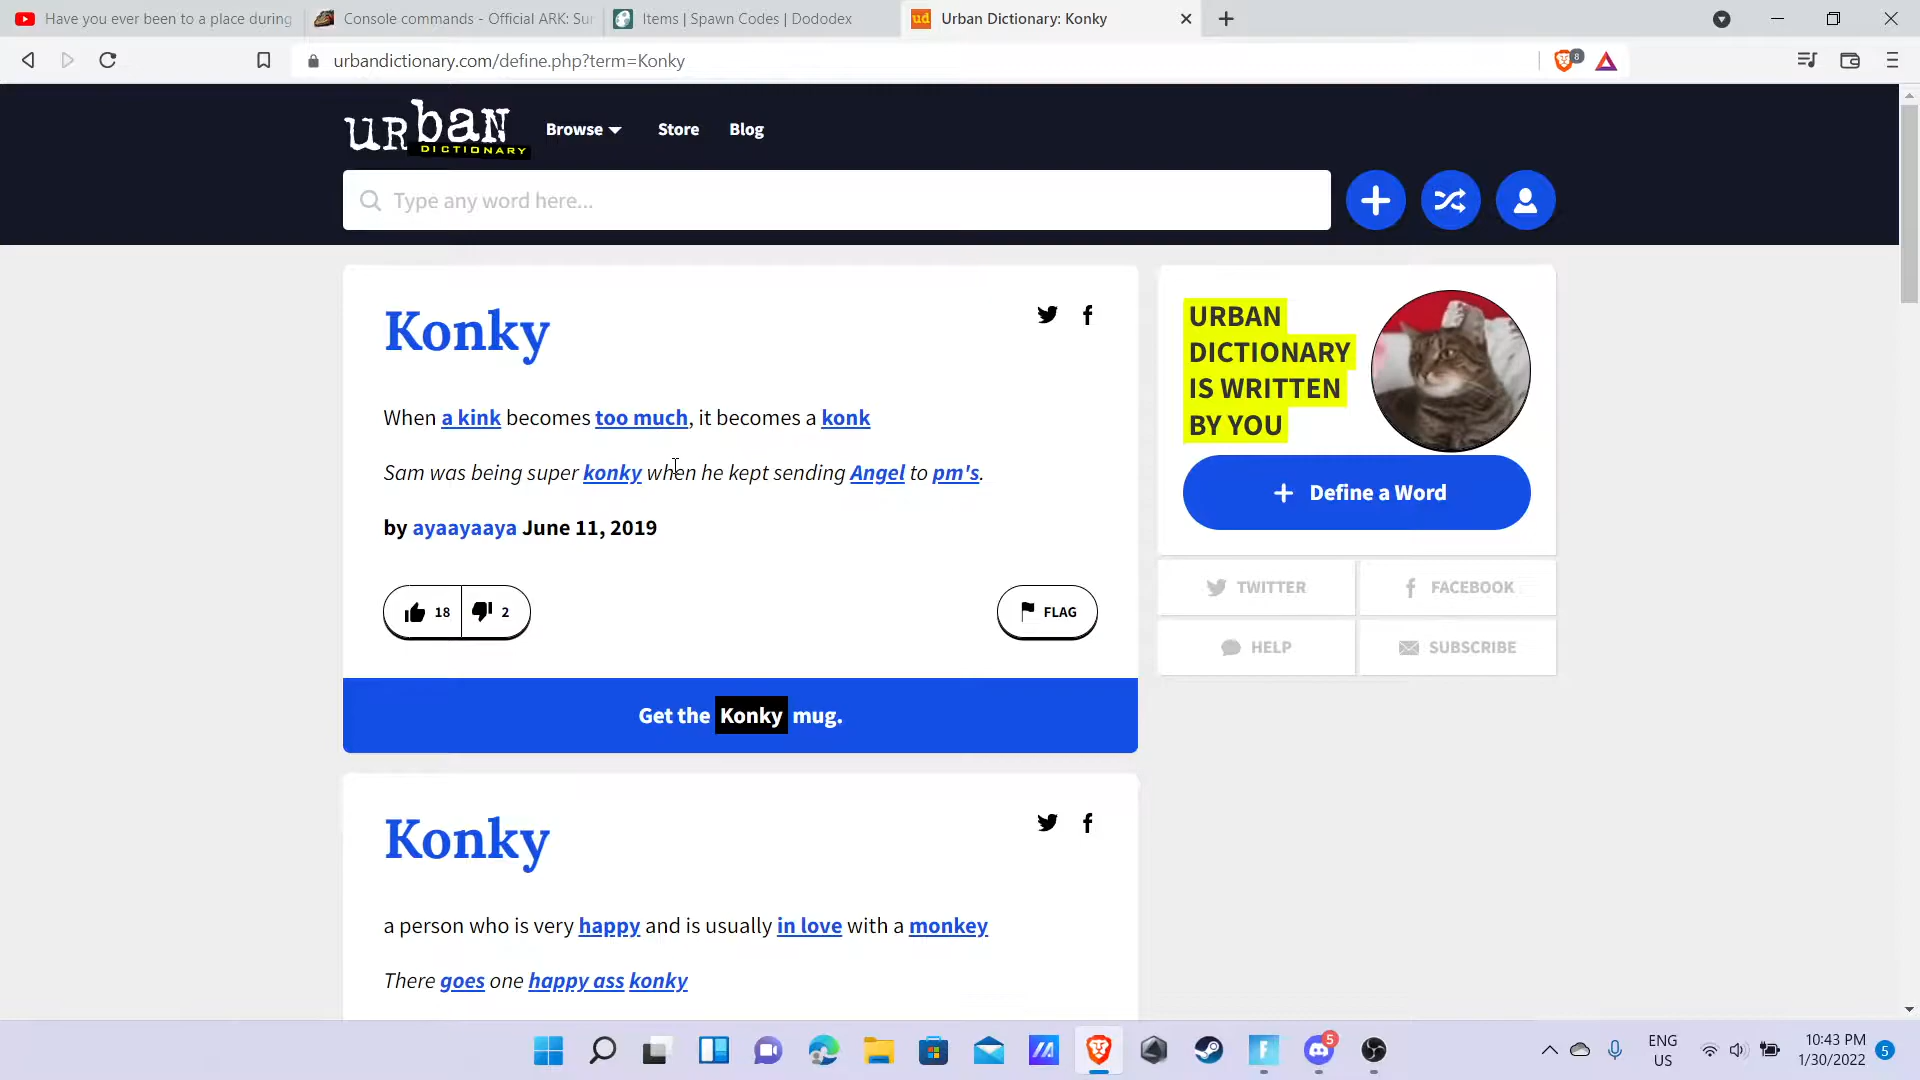 Have you ever been to a place during
Console commands - Official ARK: Sur
Items | Spawn Codes | Dododex
ud
Urban Dictionary: Konky
urbandictionary.com/define.php?term=Konky
8
urban
DICTIONARY
Browse
Store
Blog
Type any word here...
Konky
When a kink becomes too much, it becomes a konk
Sam was being super konky when he kept sending Angel to pm's.
by ayaayaaya June 11, 2019
18
2
FLAG
Get the Konky mug.
URBAN
DICTIONARY
IS WRITTEN
BY YOU
Define a Word
TWITTER
FACEBOOK
HELP
SUBSCRIBE
Konky
a person who is very happy and is usually in love with a monkey
There goes one happy ass konky
5
ENG
US
10:43 PM
1/30/2022
5